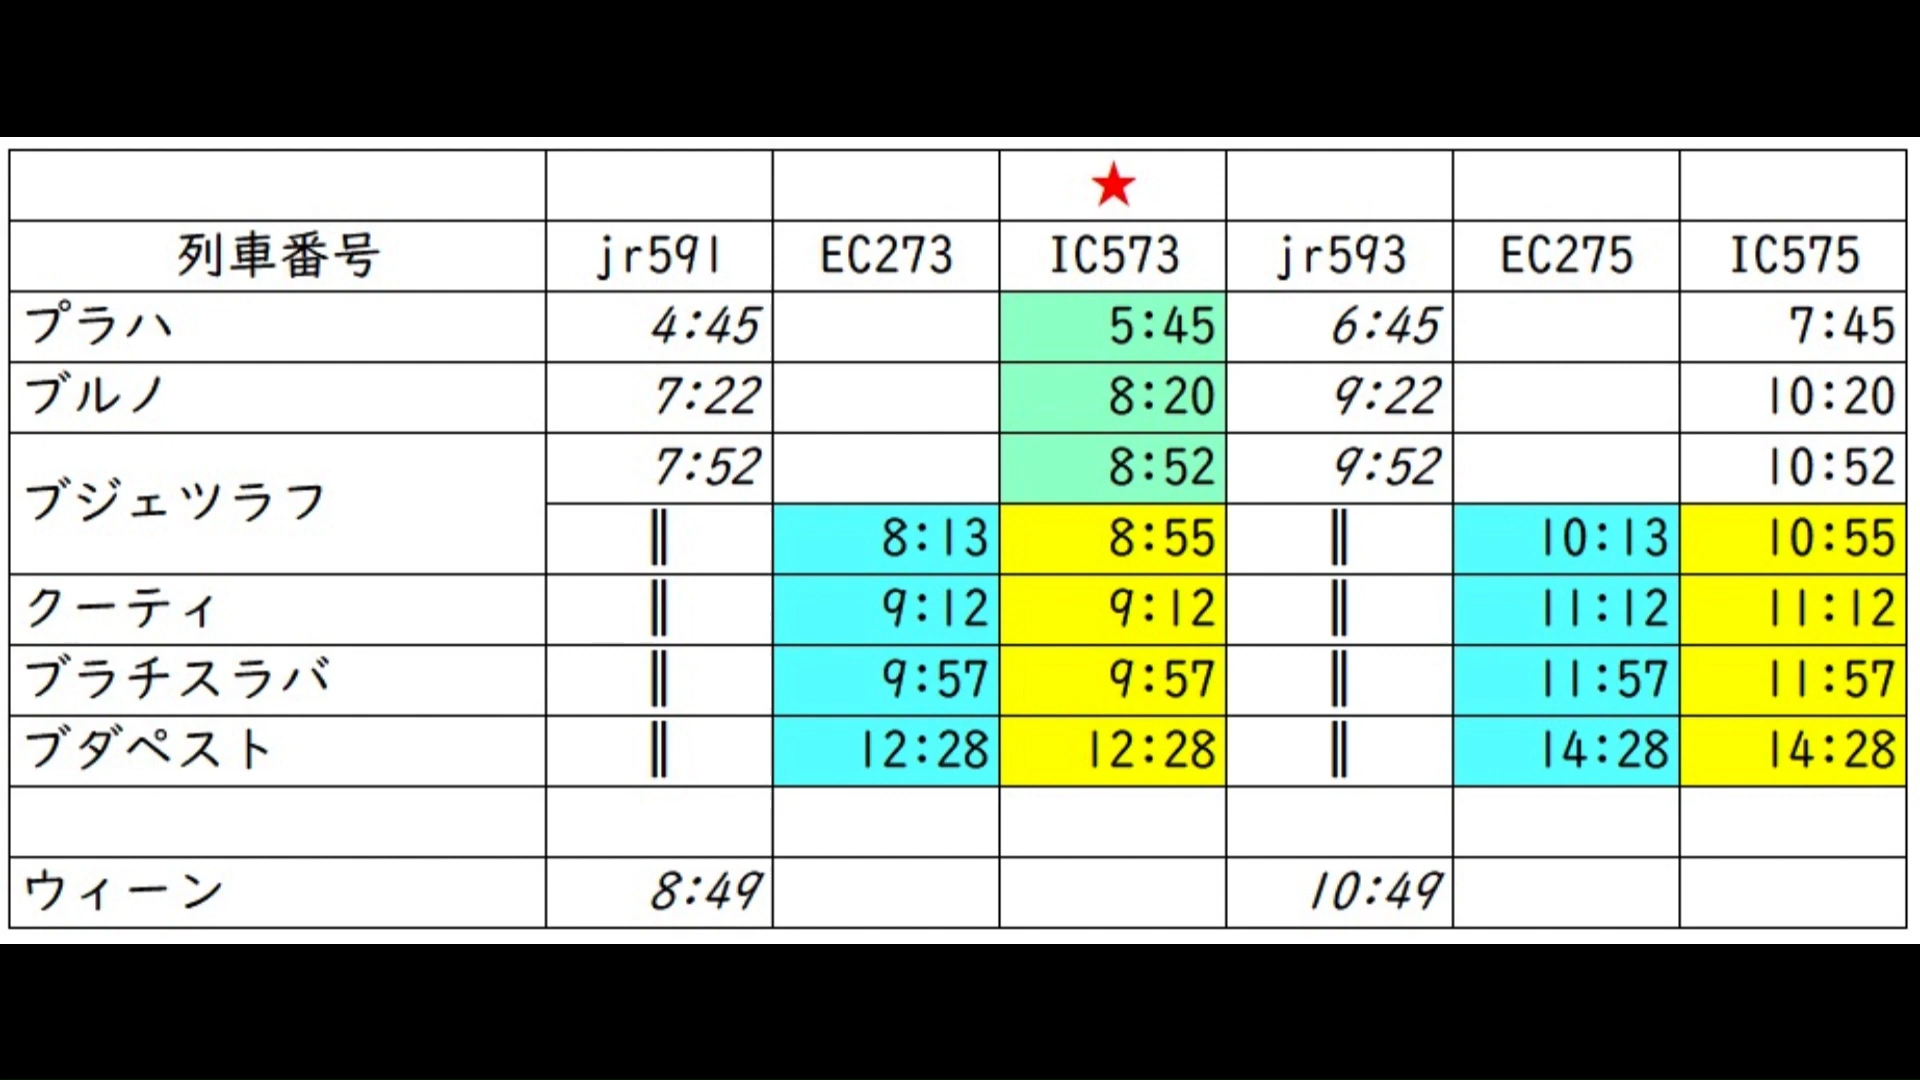 ★
列車番号 jr591 EC273 IC573 jr593 EC275 IC575
プラハ 4:45 5:45 6:45 7:45
ブルノ 7:22 8:20 9:22 10:20
ブジェツラフ 7:52 8:52 9:52 10:52
‖ 8:13 8:55 ‖ 10:13 10:55
クーティ ‖ 9:12 9:12 ‖ 11:12 11:12
ブラチスラバ ‖ 9:57 9:57 ‖ 11:57 11:57
ブダペスト ‖ 12:28 12:28 ‖ 14:28 14:28
ウィーン 8:49 10:49